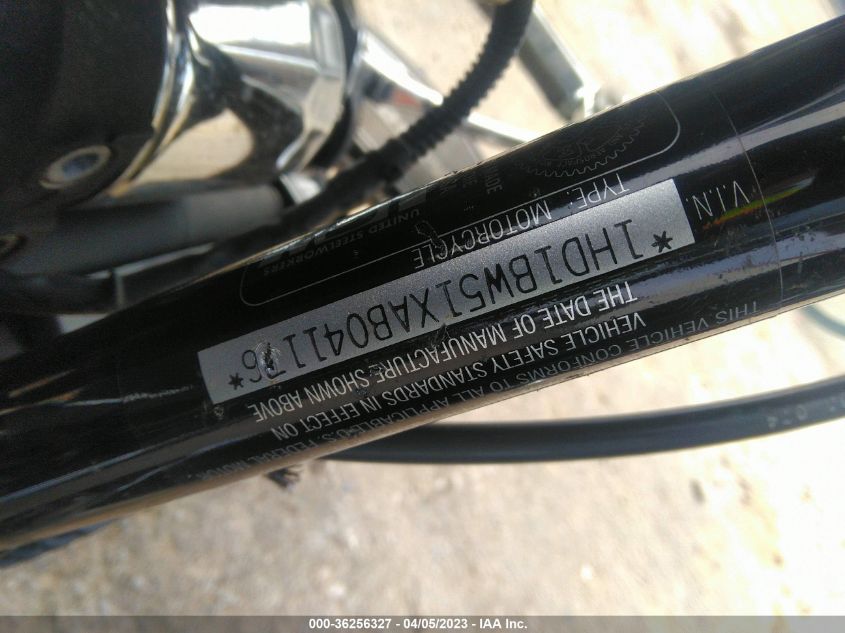 UNITED STEELWORKERS
TYPE: MOTORCYCLE
V.I.N.
*1HD1BW51XAB041176*
THIS VEHICLE CONFORMS TO ALL APPLICABLE U.S. FEDERAL MOTOR
VEHICLE SAFETY STANDARDS IN EFFECT ON
THE DATE OF MANUFACTURE SHOWN ABOVE
000-36256327 - 04/05/2023 - IAA Inc.